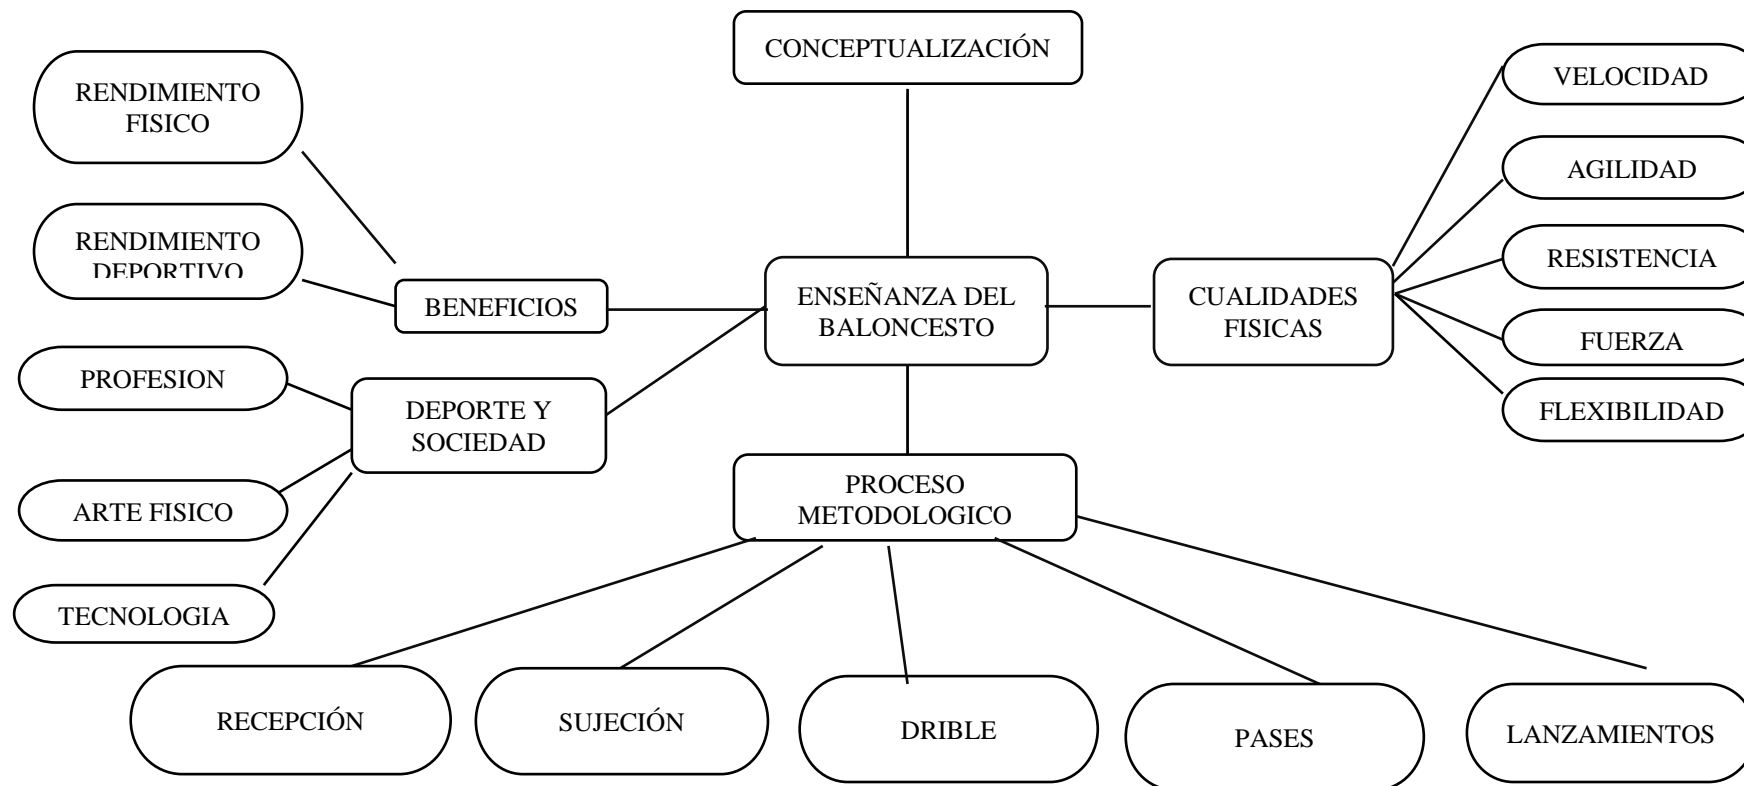 CONCEPTUALIZACIÓN
RENDIMIENTO
FISICO
VELOCIDAD
AGILIDAD
RENDIMIENTO
DEPORTIVO
RESISTENCIA
BENEFICIOS
ENSEÑANZA DEL
BALONCESTO
CUALIDADES
FISICAS
FUERZA
PROFESION
DEPORTE Y
SOCIEDAD
FLEXIBILIDAD
ARTE FISICO
PROCESO
METODOLOGICO
TECNOLOGIA
RECEPCIÓN
SUJECIÓN
DRIBLE
PASES
LANZAMIENTOS